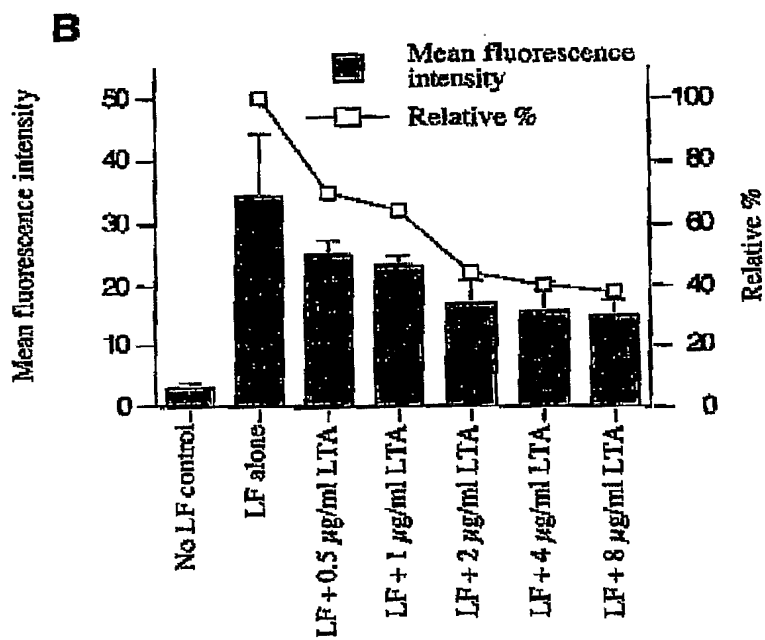 B
Mean fluorescence
intensity
Relative %
Mean fluorescence intensity
50
40
30
20
10
0
100
80
60
40
20
0
Relative %
No LF control
LF alone
LF + 0.5 µg/ml LTA
LF + 1 µg/ml LTA
LF + 2 µg/ml LTA
LF + 4 µg/ml LTA
LF + 8 µg/ml LTA